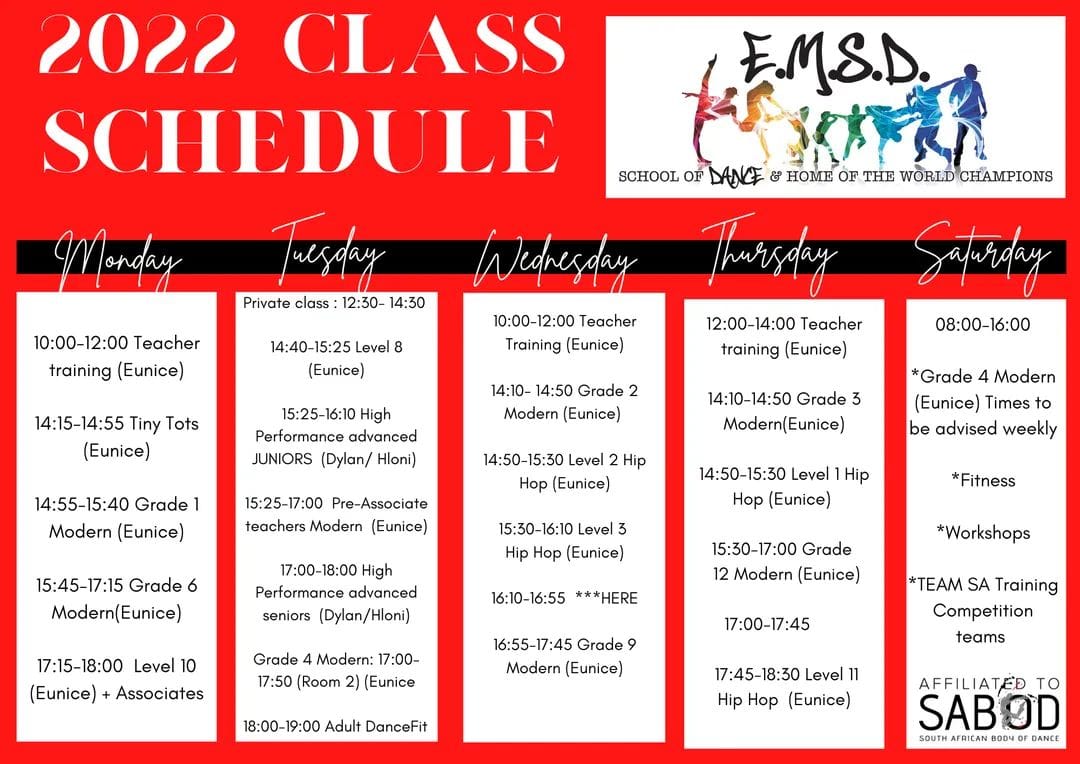 2022 CLASS
SCHEDULE
E.M.S.D.
SCHOOL OF DANCE & HOME OF THE WORLD CHAMPIONS
Monday
10:00-12:00 Teacher
training (Eunice)
14:15-14:55 Tiny Tots
(Eunice)
14:55-15:40 Grade 1
Modern (Eunice)
15:45-17:15 Grade 6
Modern(Eunice)
17:15-18:00 Level 10
(Eunice) + Associates
Tuesday
Private class : 12:30- 14:30
14:40-15:25 Level 8
(Eunice)
15:25-16:10 High
Performance advanced
JUNIORS (Dylan/ Hloni)
15:25-17:00 Pre-Associate
teachers Modern (Eunice)
17:00-18:00 High
Performance advanced
seniors (Dylan/Hloni)
Grade 4 Modern: 17:00-
17:50 (Room 2) (Eunice
18:00-19:00 Adult DanceFit
Wednesday
10:00-12:00 Teacher
Training (Eunice)
14:10- 14:50 Grade 2
Modern (Eunice)
14:50-15:30 Level 2 Hip
Hop (Eunice)
15:30-16:10 Level 3
Hip Hop (Eunice)
16:10-16:55 ***HERE
16:55-17:45 Grade 9
Modern (Eunice)
Thursday
12:00-14:00 Teacher
training (Eunice)
14:10-14:50 Grade 3
Modern(Eunice)
14:50-15:30 Level 1 Hip
Hop (Eunice)
15:30-17:00 Grade
12 Modern (Eunice)
17:00-17:45
17:45-18:30 Level 11
Hip Hop (Eunice)
Saturday
08:00-16:00
*Grade 4 Modern
(Eunice) Times to
be advised weekly
*Fitness
*Workshops
*TEAM SA Training
Competition
teams
AFFILIATED TO
SABOD
SOUTH AFRICAN BODY OF DANCE